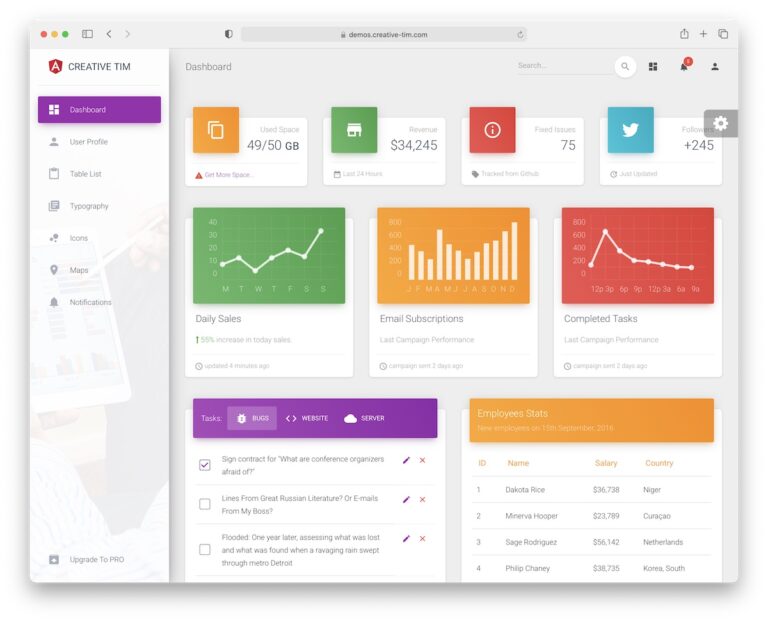 demos.creative-tim.com
CREATIVE TIM
Dashboard
Search...
Dashboard
User Profile
Table List
Typography
Icons
Maps
Notifications
Upgrade To PRO
Used Space
49/50 GB
Get More Space...
Revenue
$34,245
Last 24 Hours
Fixed Issues
75
Tracked from Github
Followers
+245
Just Updated
40
30
20
10
0
M T W T F S S
Daily Sales
55% increase in today sales.
updated 4 minutes ago
800
600
400
200
0
J F M A M J J A S O N D
Email Subscriptions
Last Campaign Performance
campaign sent 2 days ago
800
600
400
200
0
12p 3p 6p 9p 12p 3a 6a 9a
Completed Tasks
Last Campaign Performance
campaign sent 2 days ago
Tasks: BUGS WEBSITE SERVER
Sign contract for "What are conference organizers
afraid of?"
Lines From Great Russian Literature? Or E-mails
From My Boss?
Flooded: One year later, assessing what was lost
and what was found when a ravaging rain swept
through metro Detroit
Employees Stats
New employees on 15th September, 2016
ID Name Salary Country
1 Dakota Rice $36,738 Niger
2 Minerva Hooper $23,789 Curaçao
3 Sage Rodriguez $56,142 Netherlands
4 Philip Chaney $38,735 Korea, South